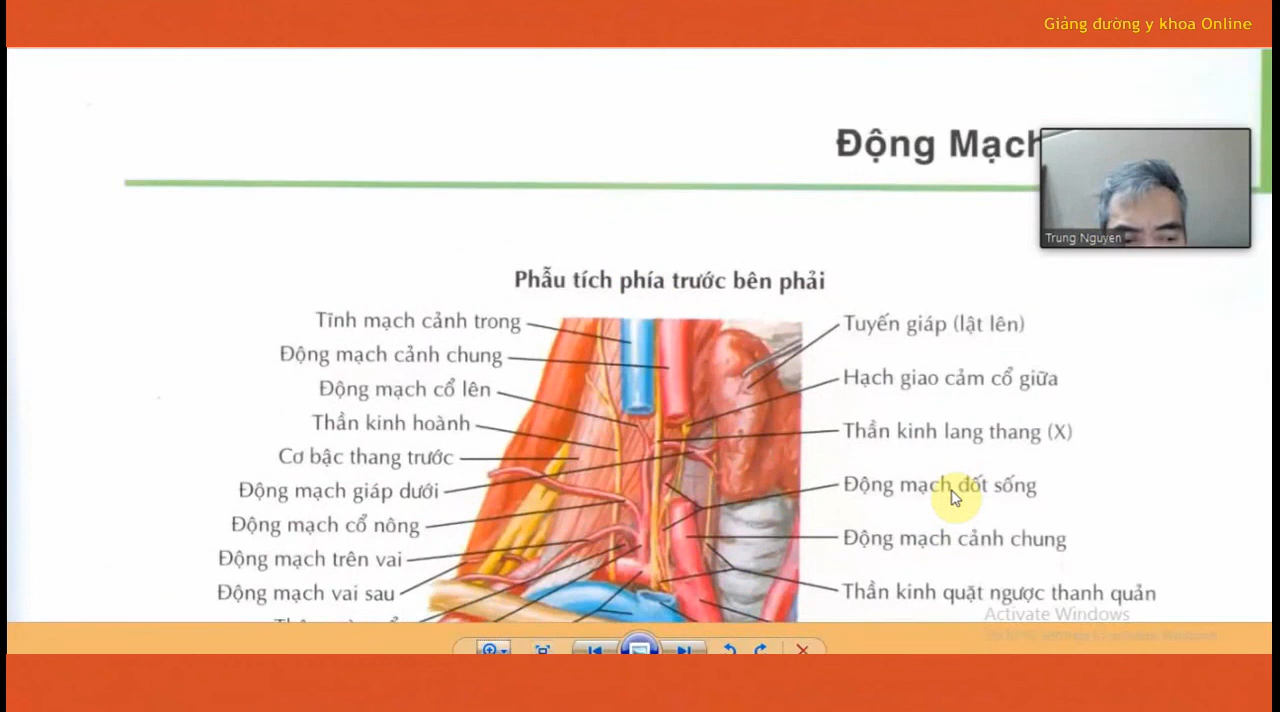 Giảng đường y khoa Online
Động Mạch
Trung Nguyen
Phẫu tích phía trước bên phải
Tĩnh mạch cảnh trong
Động mạch cảnh chung
Động mạch cổ lên
Thần kinh hoành
Cơ bậc thang trước
Động mạch giáp dưới
Động mạch cổ nông
Động mạch trên vai
Động mạch vai sau
Tuyến giáp (lật lên)
Hạch giao cảm cổ giữa
Thần kinh lang thang (X)
Động mạch đốt sống
Động mạch cảnh chung
Thần kinh quặt ngược thanh quản
Activate Windows